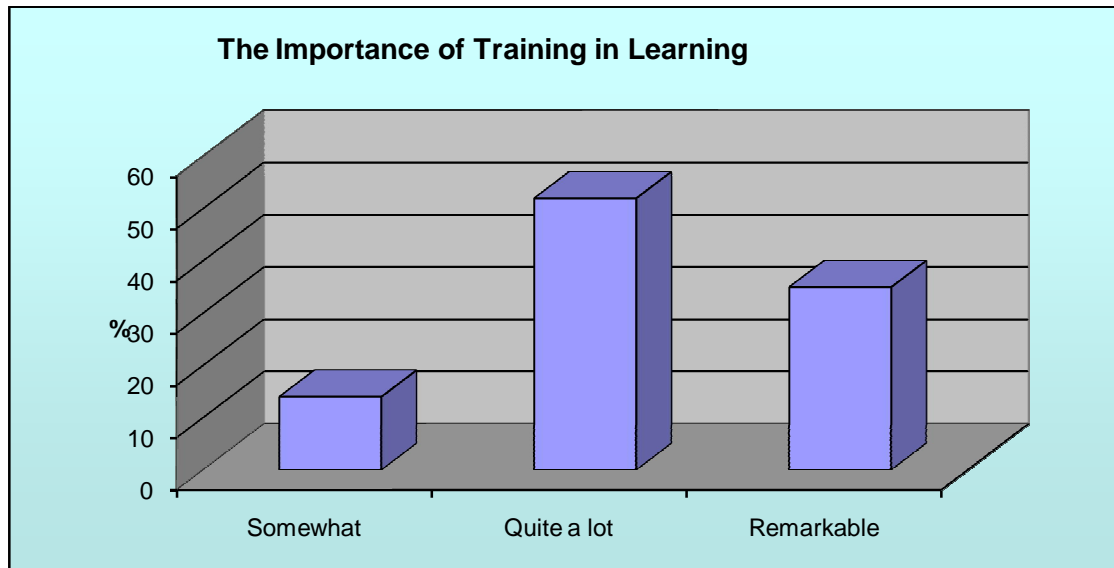 The Importance of Training in Learning
60
50
40
%
30
20
10
0
Somewhat
Quite a lot
Remarkable